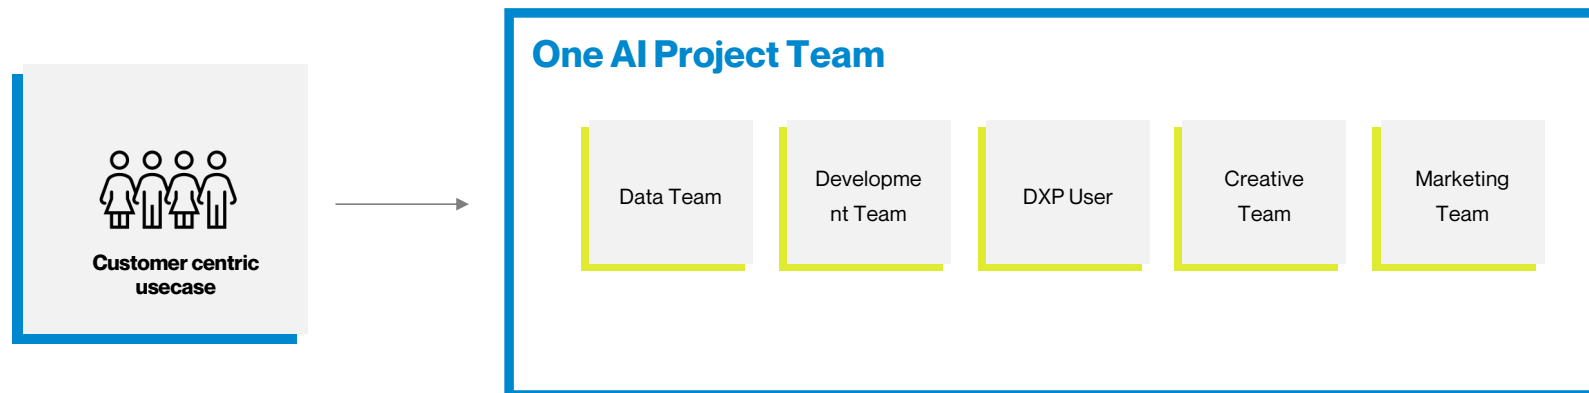 One AI Project Team
Customer centric
usecase
Data Team
Developme
nt Team
DXP User
Creative
Team
Marketing
Team